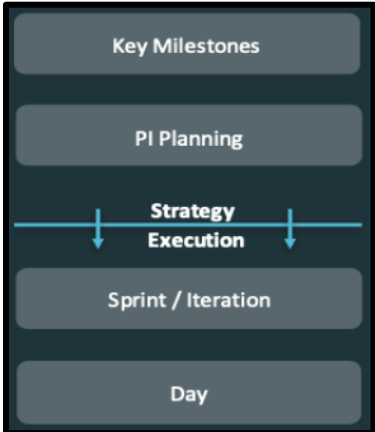 Key Milestones
PI Planning
Strategy
Execution
Sprint / Iteration
Day